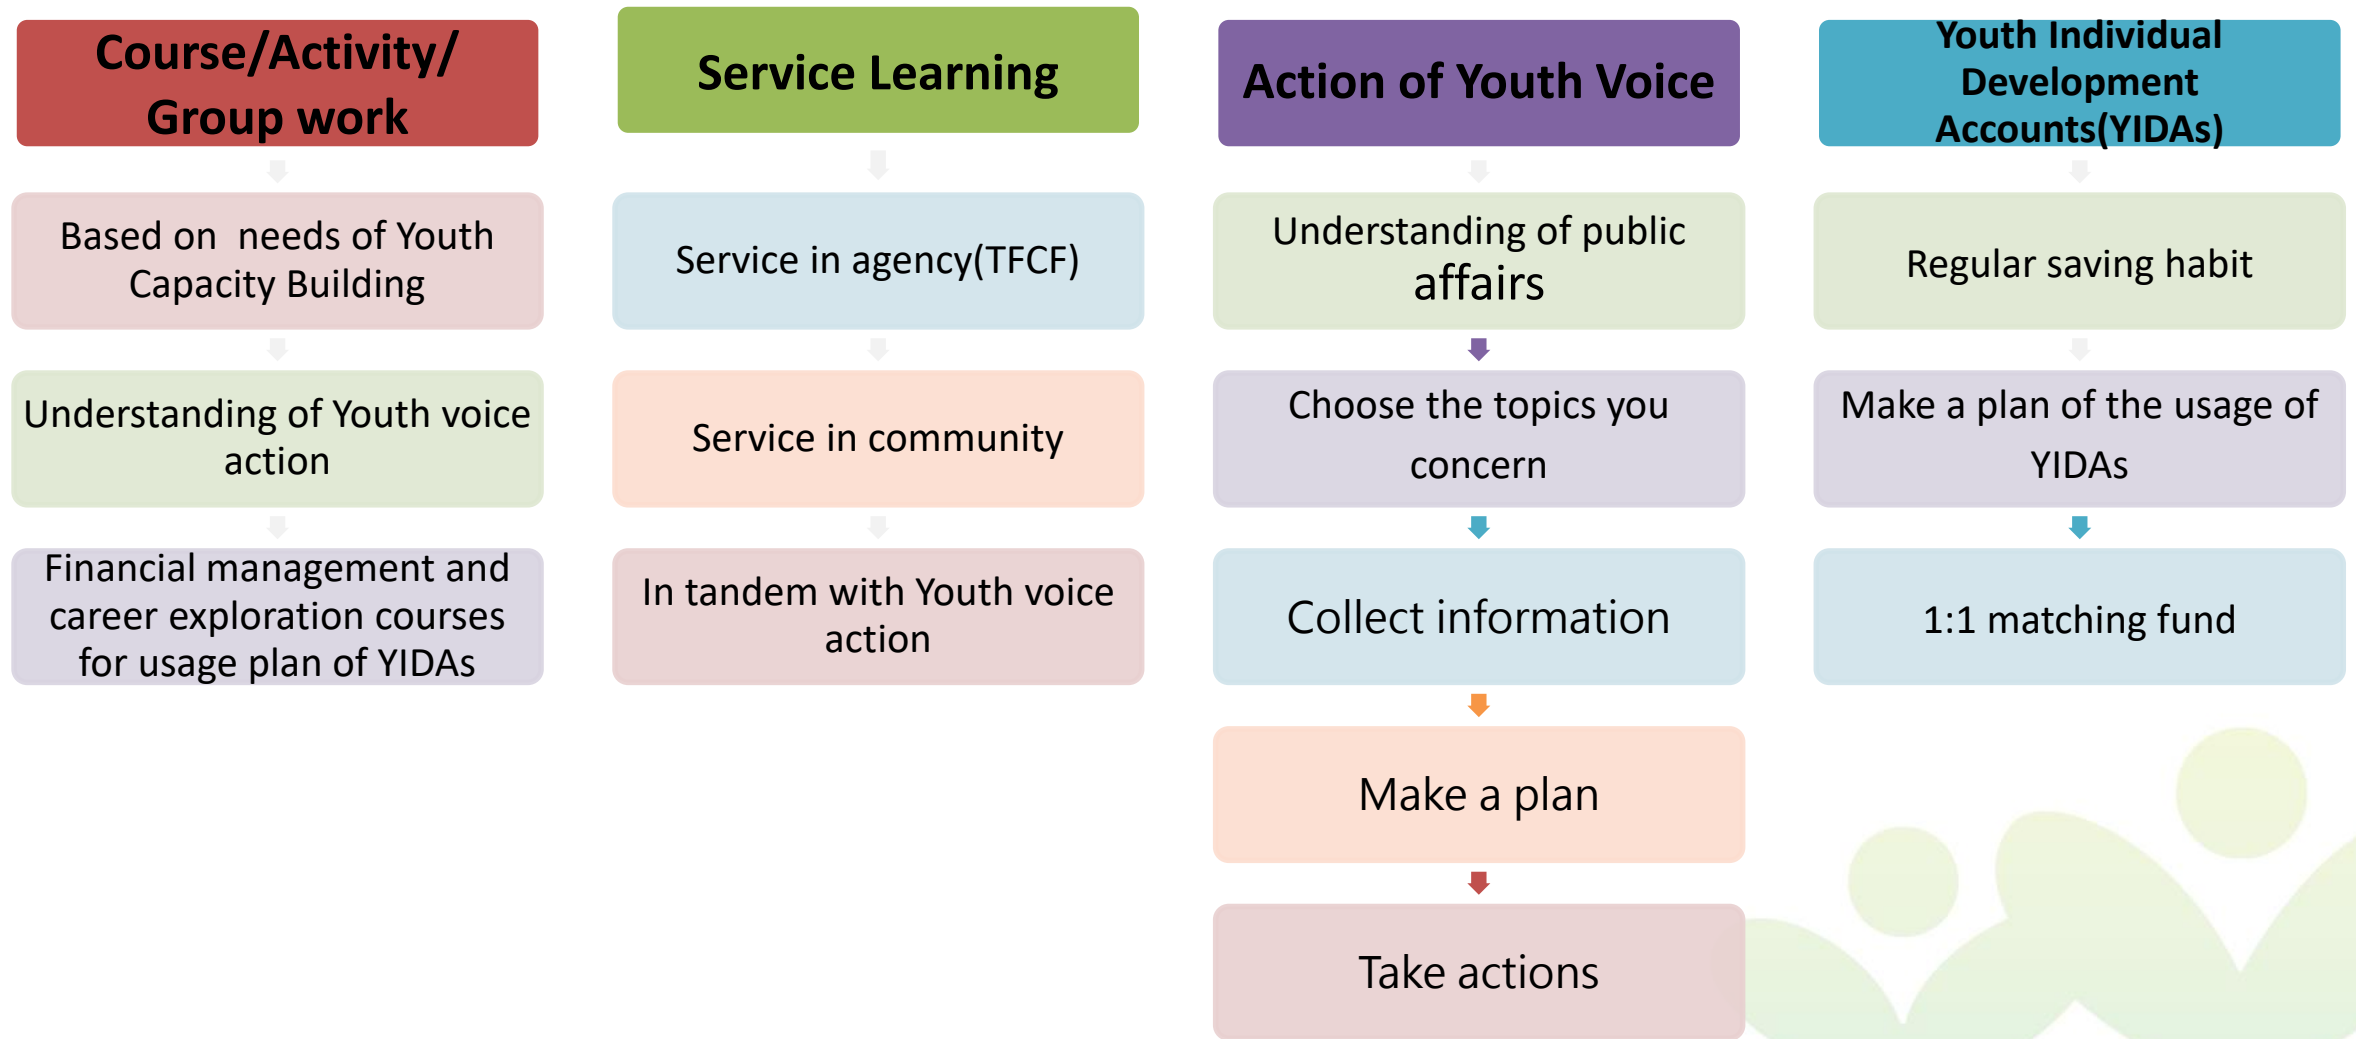 Course/Activity/
Group work
Based on  needs of Youth
Capacity Building
Understanding of Youth voice
action
Financial management and
career exploration courses
for usage plan of YIDAs
Service Learning
Service in agency(TFCF)
Service in community
In tandem with Youth voice
action
Action of Youth Voice
Understanding of public
affairs
Choose the topics you
concern
Collect information
Make a plan
Take actions
Youth Individual
Development
Accounts(YIDAs)
Regular saving habit
Make a plan of the usage of
YIDAs
1:1 matching fund